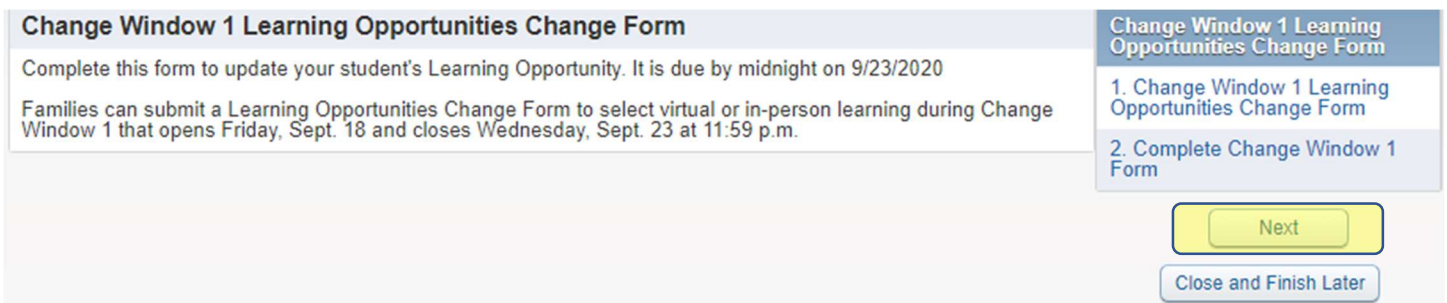 Change Window 1 Learning Opportunities Change Form
Complete this form to update your student's Learning Opportunity. It is due by midnight on 9/23/2020
Families can submit a Learning Opportunities Change Form to select virtual or in-person learning during Change
Window 1 that opens Friday, Sept. 18 and closes Wednesday, Sept. 23 at 11:59 p.m.
Change Window 1 Learning
Opportunities Change Form
1. Change Window 1 Learning
Opportunities Change Form
2. Complete Change Window 1
Form
Next
Close and Finish Later